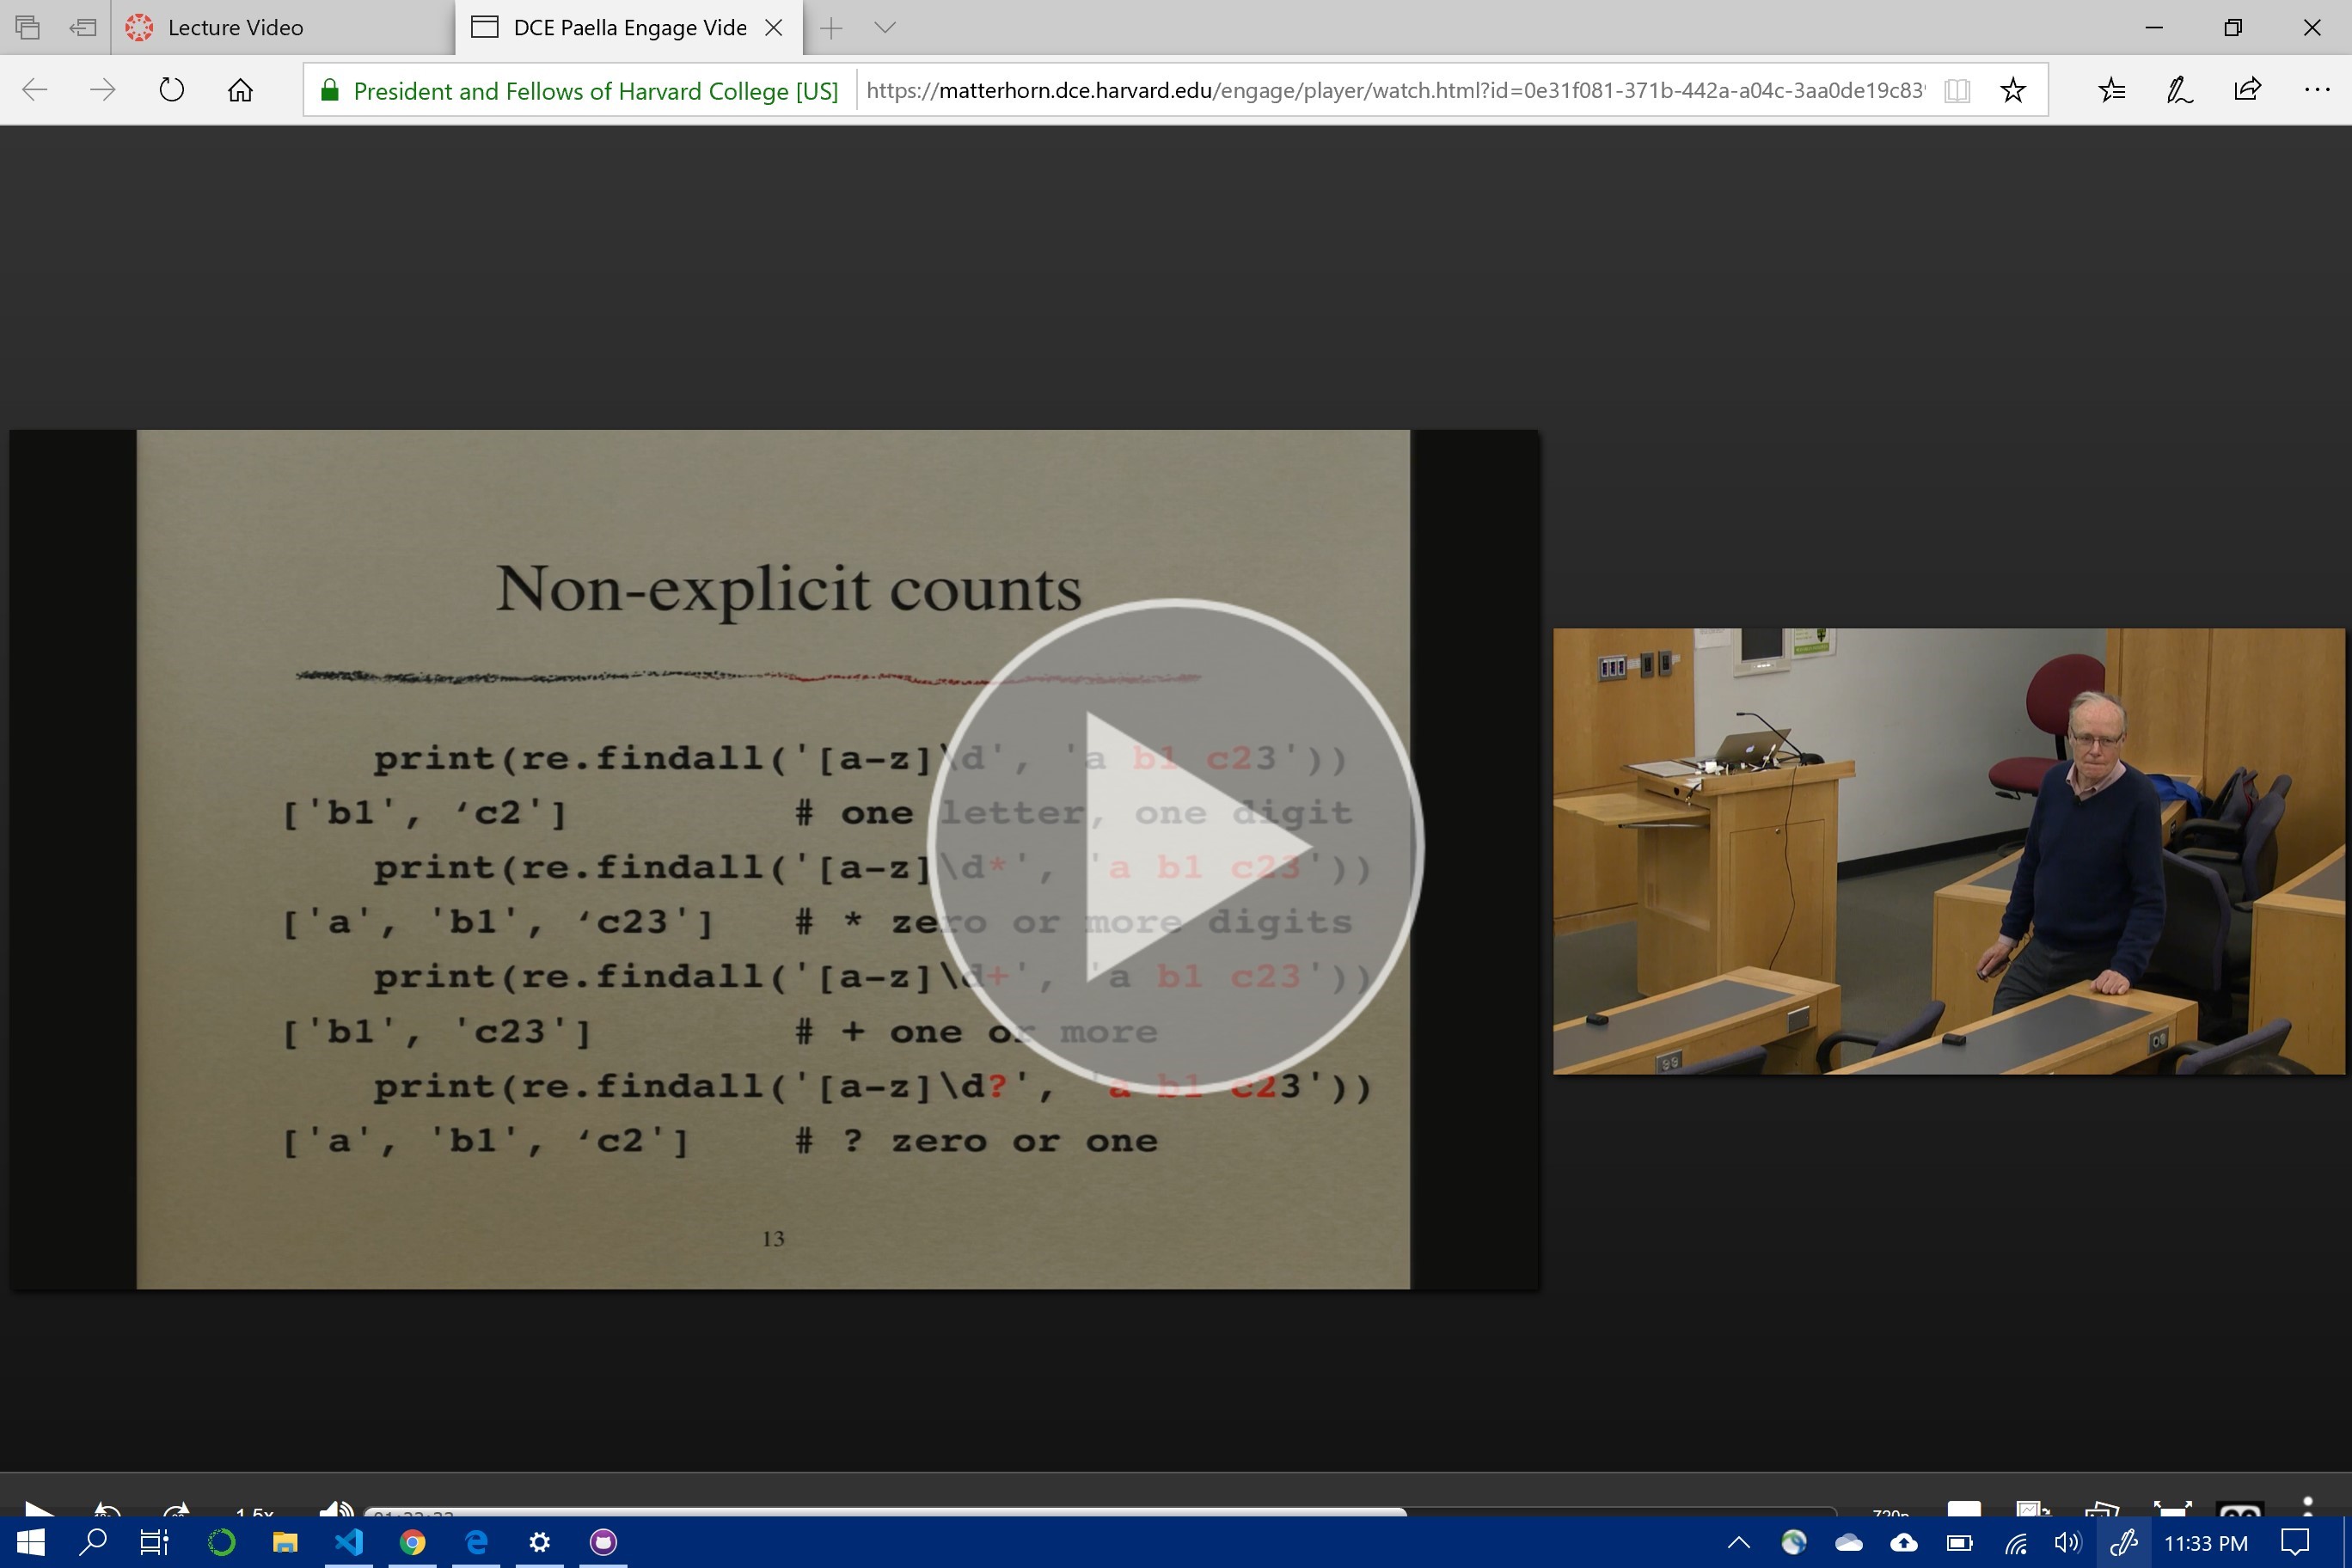 Lecture Video
DCE Paella Engage Vide
President and Fellows of Harvard College [US]
https://matterhorn.dce.harvard.edu/engage/player/watch.html?id=0e31f081-371b-442a-a04c-3aa0de19c83
Non-explicit counts
print(re.findall('[a-z]\d', 'a b1 c23'))
['b1', ‘c2'] # one letter, one digit
print(re.findall('[a-z]\d*', 'a b1 c23'))
['a', 'b1', ‘c23'] # * zero or more digits
print(re.findall('[a-z]\d+', 'a b1 c23'))
['b1', 'c23'] # + one or more
print(re.findall('[a-z]\d?', 'a b1 c23'))
['a', 'b1', ‘c2'] # ? zero or one
13
1.5x
720p
11:33 PM